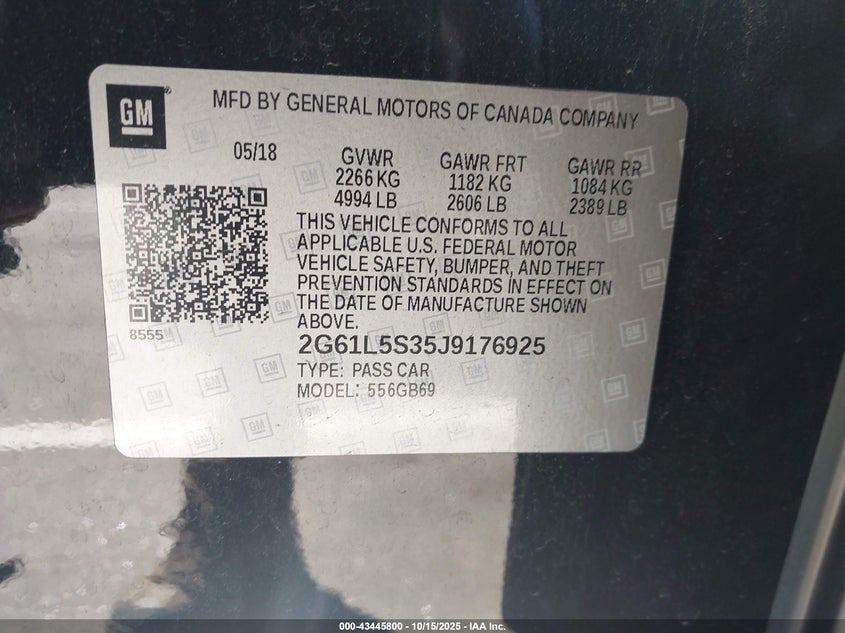 GM
MFD BY GENERAL MOTORS OF CANADA COMPANY
05/18
GVWR
2266 KG
4994 LB
GAWR FRT
1182 KG
2606 LB
GAWR RR
1084 KG
2389 LB
THIS VEHICLE CONFORMS TO ALL
APPLICABLE U.S. FEDERAL MOTOR
VEHICLE SAFETY, BUMPER, AND THEFT
PREVENTION STANDARDS IN EFFECT ON
THE DATE OF MANUFACTURE SHOWN
ABOVE.
8555
2G61L5S35J9176925
TYPE: PASS CAR
MODEL: 556GB69
000-43445800 - 10/15/2025 - IAA Inc.